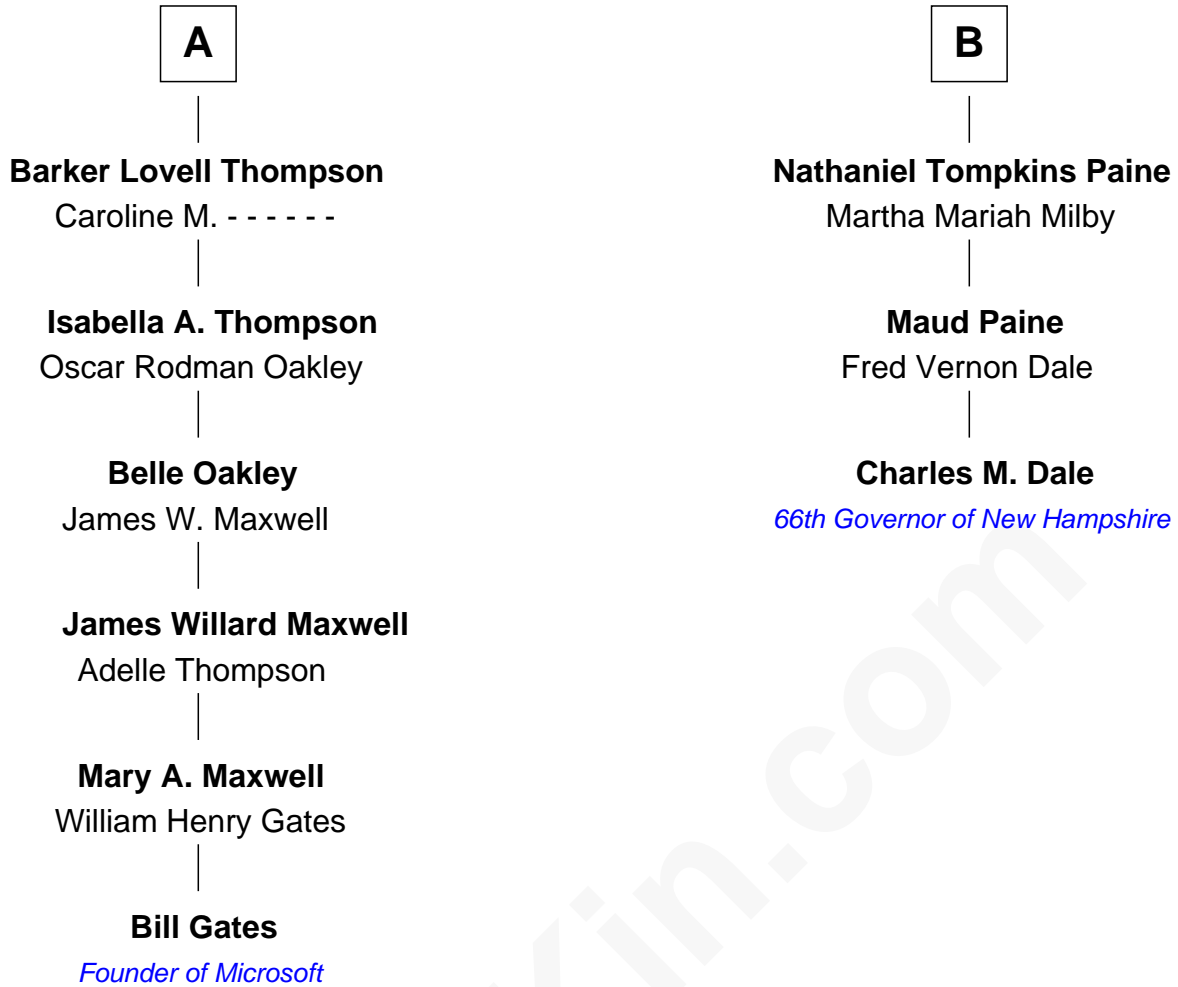 A
Barker Lovell Thompson
Caroline M. - - - - - -
Isabella A. Thompson
Oscar Rodman Oakley
Belle Oakley
James W. Maxwell
James Willard Maxwell
Adelle Thompson
Mary A. Maxwell
William Henry Gates
Bill Gates
Founder of Microsoft
B
Nathaniel Tompkins Paine
Martha Mariah Milby
Maud Paine
Fred Vernon Dale
Charles M. Dale
66th Governor of New Hampshire
Kin.com